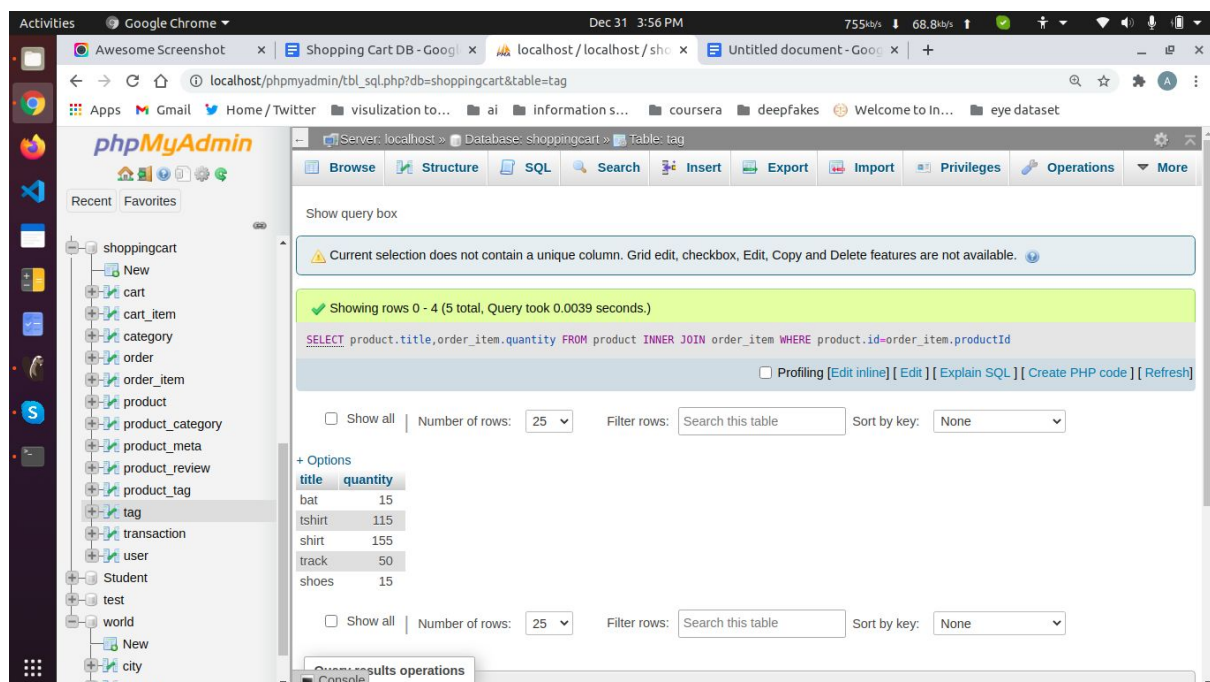 Activities Google Chrome Dec 31 3:56 PM 755kb/s 68.8kb/s
Awesome Screenshot × Shopping Cart DB - Googl × localhost / localhost / sho × Untitled document - Goog × +
localhost/phpmyadmin/tbl_sql.php?db=shoppingcart&table=tag A
Apps Gmail Home / Twitter visulization to... ai information s... coursera deepfakes Welcome to In... eye dataset
phpMyAdmin
Recent Favorites
shoppingcart
New
cart
cart_item
category
order
order_item
product
product_category
product_meta
product_review
product_tag
tag
transaction
user
Student
test
world
New
city
Server: localhost » Database: shoppingcart » Table: tag
Browse Structure SQL Search Insert Export Import Privileges Operations More
Show query box
Current selection does not contain a unique column. Grid edit, checkbox, Edit, Copy and Delete features are not available.
Showing rows 0 - 4 (5 total, Query took 0.0039 seconds.)
SELECT product.title,order_item.quantity FROM product INNER JOIN order_item WHERE product.id=order_item.productId
Profiling [Edit inline] [ Edit ] [ Explain SQL ] [ Create PHP code ] [ Refresh]
Show all | Number of rows: 25 Filter rows: Search this table Sort by key: None
+ Options
title quantity
bat 15
tshirt 115
shirt 155
track 50
shoes 15
Show all | Number of rows: 25 Filter rows: Search this table Sort by key: None
Query results operations
Console